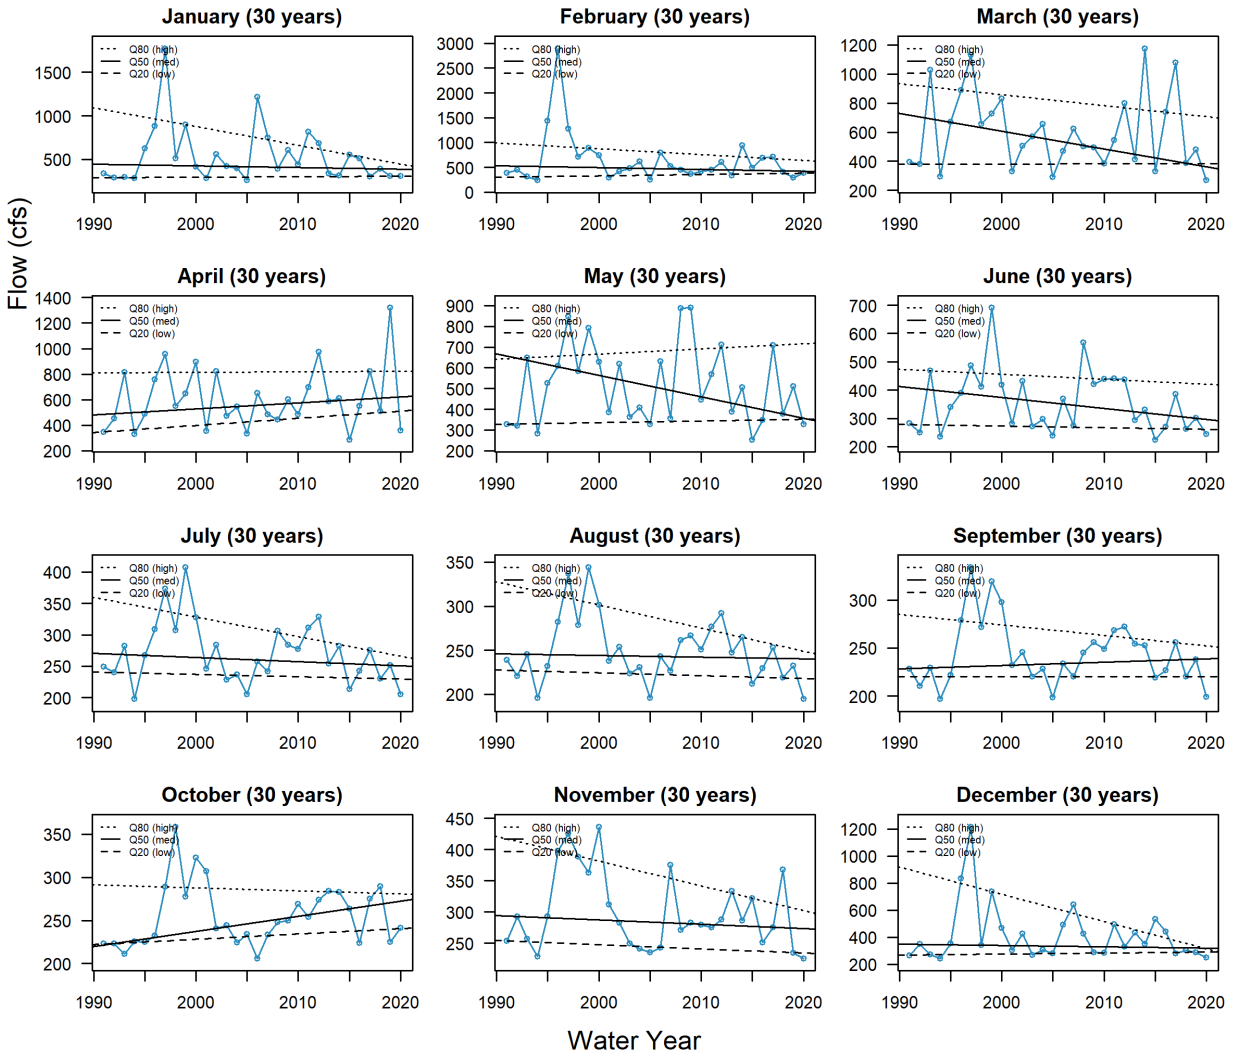 January (30 years)
Q80 (high)
Q50 (med)
Q20 (low)
1500
1000
500
1990
2000
2010
2020
February (30 years)
Q80 (high)
Q50 (med)
Q20 (low)
3000
2500
2000
1500
1000
500
0
1990
2000
2010
2020
March (30 years)
Q80 (high)
Q50 (med)
Q20 (low)
1200
1000
800
600
400
200
1990
2000
2010
2020
Flow (cfs)
April (30 years)
Q80 (high)
Q50 (med)
Q20 (low)
1400
1200
1000
800
600
400
200
1990
2000
2010
2020
May (30 years)
Q80 (high)
Q50 (med)
Q20 (low)
900
800
700
600
500
400
300
200
1990
2000
2010
2020
June (30 years)
Q80 (high)
Q50 (med)
Q20 (low)
700
600
500
400
300
200
1990
2000
2010
2020
July (30 years)
Q80 (high)
Q50 (med)
Q20 (low)
400
350
300
250
200
1990
2000
2010
2020
August (30 years)
Q80 (high)
Q50 (med)
Q20 (low)
350
300
250
200
1990
2000
2010
2020
September (30 years)
Q80 (high)
Q50 (med)
Q20 (low)
300
250
200
1990
2000
2010
2020
October (30 years)
Q80 (high)
Q50 (med)
Q20 (low)
350
300
250
200
1990
2000
2010
2020
November (30 years)
Q80 (high)
Q50 (med)
Q20 (low)
450
400
350
300
250
1990
2000
2010
2020
December (30 years)
Q80 (high)
Q50 (med)
Q20 (low)
1200
1000
800
600
400
200
1990
2000
2010
2020
Water Year